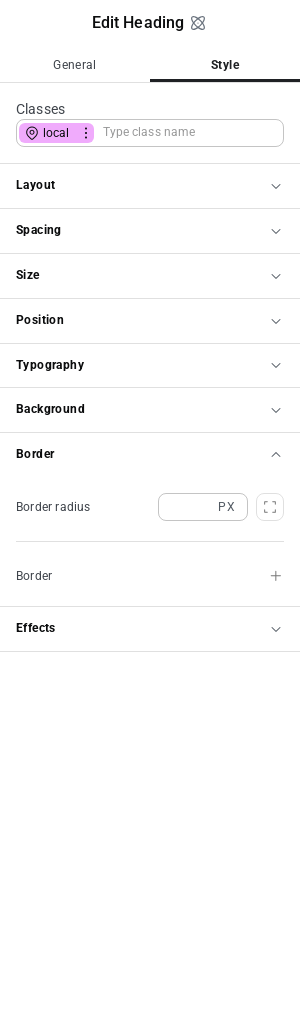 Edit Heading
General
Style
Classes
local
Type class name
Layout
Spacing
Size
Position
Typography
Background
Border
Border radius
PX
Border
Effects